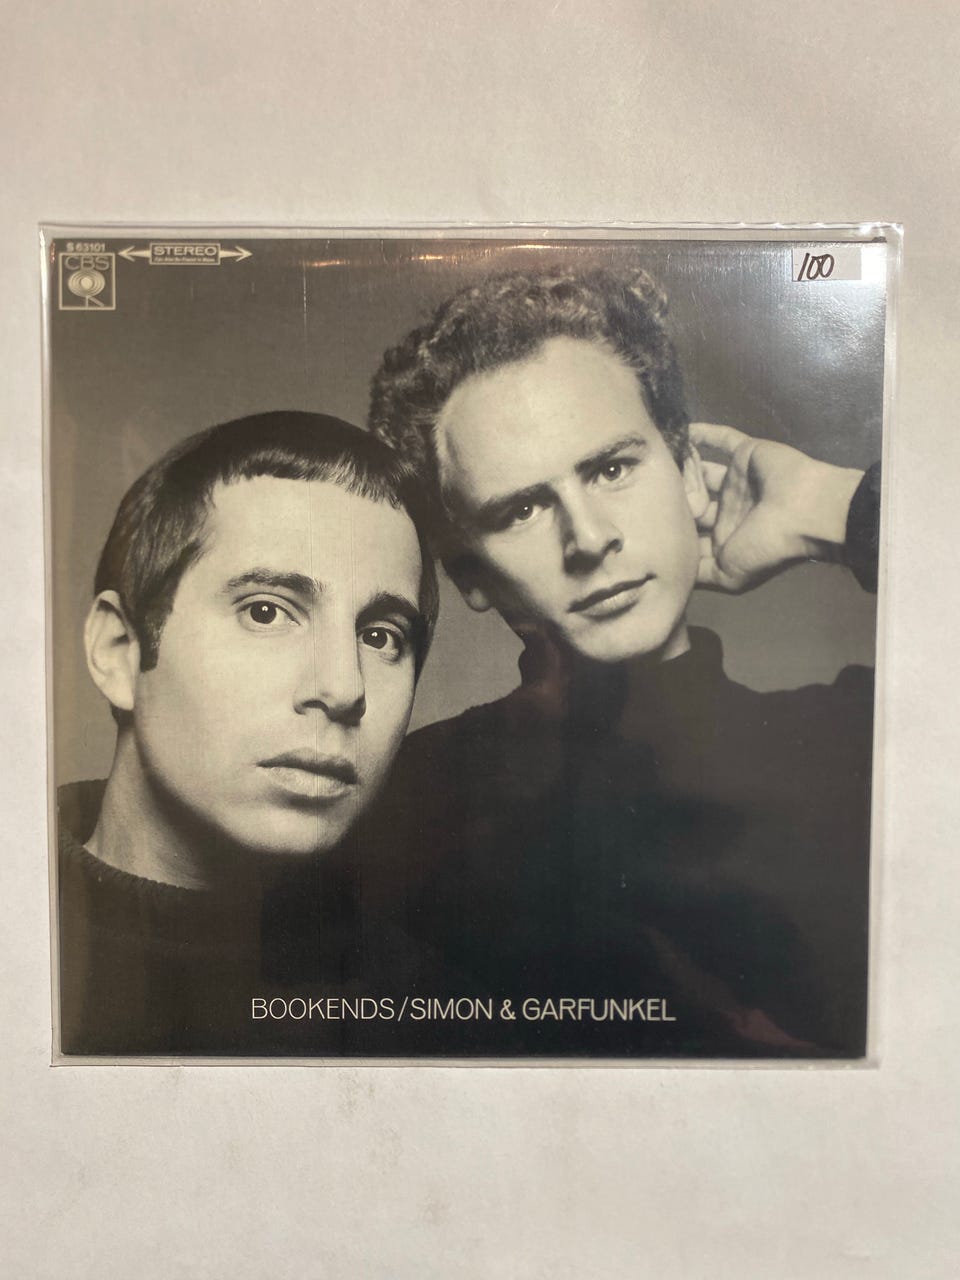 S 63101
STEREO
CBS
100
BOOKENDS/SIMON & GARFUNKEL